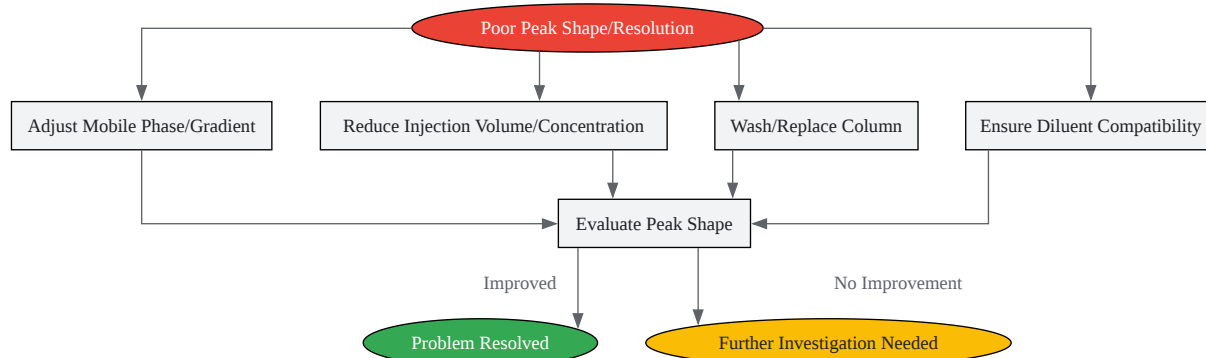 Poor Peak Shape/Resolution
Adjust Mobile Phase/Gradient
Reduce Injection Volume/Concentration
Wash/Replace Column
Ensure Diluent Compatibility
Evaluate Peak Shape
Improved
No Improvement
Problem Resolved
Further Investigation Needed